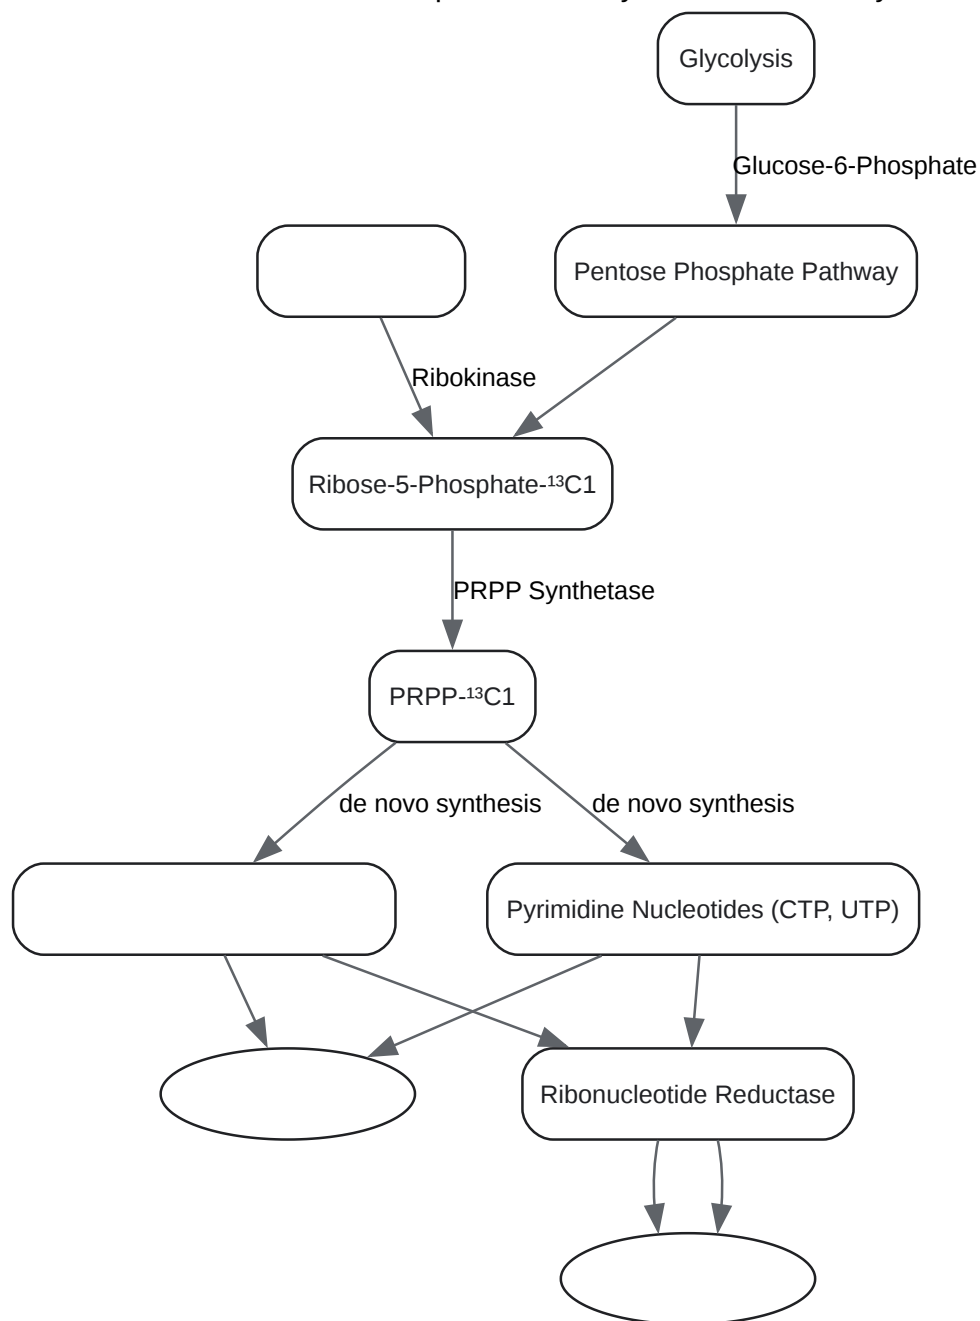 Glycolysis
Glucose-6-Phosphate
Pentose Phosphate Pathway
Ribokinase
Ribose-5-Phosphate-¹³C1
PRPP Synthetase
PRPP-¹³C1
de novo synthesis
de novo synthesis
Pyrimidine Nucleotides (CTP, UTP)
Ribonucleotide Reductase